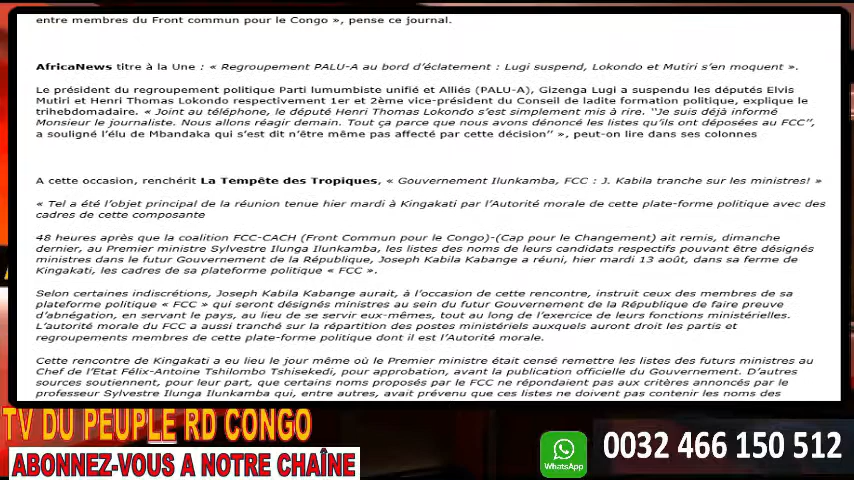 entre membres du Front commun pour le Congo », pense ce journal.
AfricaNews titre à la Une : « Regroupement PALU-A au bord d'éclatement : Lugi suspend, Lokondo et Mutiri s'en moquent ».
Le président du regroupement politique Parti lumumbiste unifié et Alliés (PALU-A), Gizenga Lugi a suspendu les députés Elvis
Mutiri et Henri Thomas Lokondo respectivement 1er et 2ème vice-président du Conseil de ladite formation politique, explique le
trihebdomadaire. « Joint au téléphone, le député Henri Thomas Lokondo s'est simplement mis à rire. ‘‘Je suis déjà informé
Monsieur le journaliste. Nous allons réagir demain. Tout ça parce que nous avons dénoncé les listes qu'ils ont déposées au FCC’’,
a souligné l'élu de Mbandaka qui s'est dit n'être même pas affecté par cette décision’’ », peut-on lire dans ses colonnes
A cette occasion, renchérit La Tempête des Tropiques, « Gouvernement Ilunkamba, FCC : J. Kabila tranche sur les ministres! »
« Tel a été l'objet principal de la réunion tenue hier mardi à Kingakati par l'Autorité morale de cette plate-forme politique avec des
cadres de cette composante
48 heures après que la coalition FCC-CACH (Front Commun pour le Congo)-(Cap pour le Changement) ait remis, dimanche
dernier, au Premier ministre Sylvestre Ilunga Ilunkamba, les listes des noms de leurs candidats respectifs pouvant être désignés
ministres dans le futur Gouvernement de la République, Joseph Kabila Kabange a réuni, hier mardi 13 août, dans sa ferme de
Kingakati, les cadres de sa plateforme politique « FCC ».
Selon certaines indiscrétions, Joseph Kabila Kabange aurait, à l'occasion de cette rencontre, instruit ceux des membres de sa
plateforme politique « FCC » qui seront désignés ministres au sein du futur Gouvernement de la République de faire preuve
d'abnégation, en servant le pays, au lieu de se servir eux-mêmes, tout au long de l'exercice de leurs fonctions ministérielles.
L'autorité morale du FCC a aussi tranché sur la répartition des postes ministériels auxquels auront droit les partis et
regroupements membres de cette plate-forme politique dont il est l'Autorité morale.
Cette rencontre de Kingakati a eu lieu le jour même où le Premier ministre était censé remettre les listes des futurs ministres au
Chef de l'Etat Félix-Antoine Tshilombo Tshisekedi, pour approbation, avant la publication officielle du Gouvernement. D'autres
sources soutiennent, pour leur part, que certains noms proposés par le FCC ne répondaient pas aux critères annoncés par le
professeur Sylvestre Ilunga Ilunkamba qui, entre autres, avait prévenu que ces listes ne doivent pas contenir les noms des
TV DU PEUPLE RD CONGO
ABONNEZ-VOUS A NOTRE CHAÎNE
WhatsApp
0032 466 150 512